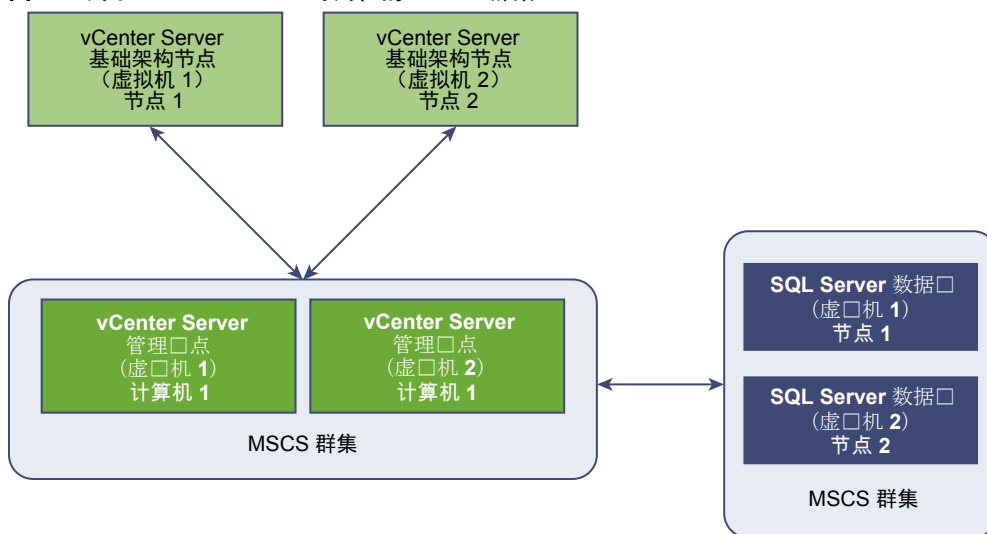 vCenter Server
基础架构节点
（虚拟机 1）
节点 1
vCenter Server
基础架构节点
（虚拟机 2）
节点 2
vCenter Server
管理□点
(虚□机 1)
计算机 1
vCenter Server
管理□点
(虚□机 2)
计算机 1
MSCS 群集
SQL Server 数据□
(虚□机 1)
节点 1
SQL Server 数据□
(虚□机 2)
节点 2
MSCS 群集